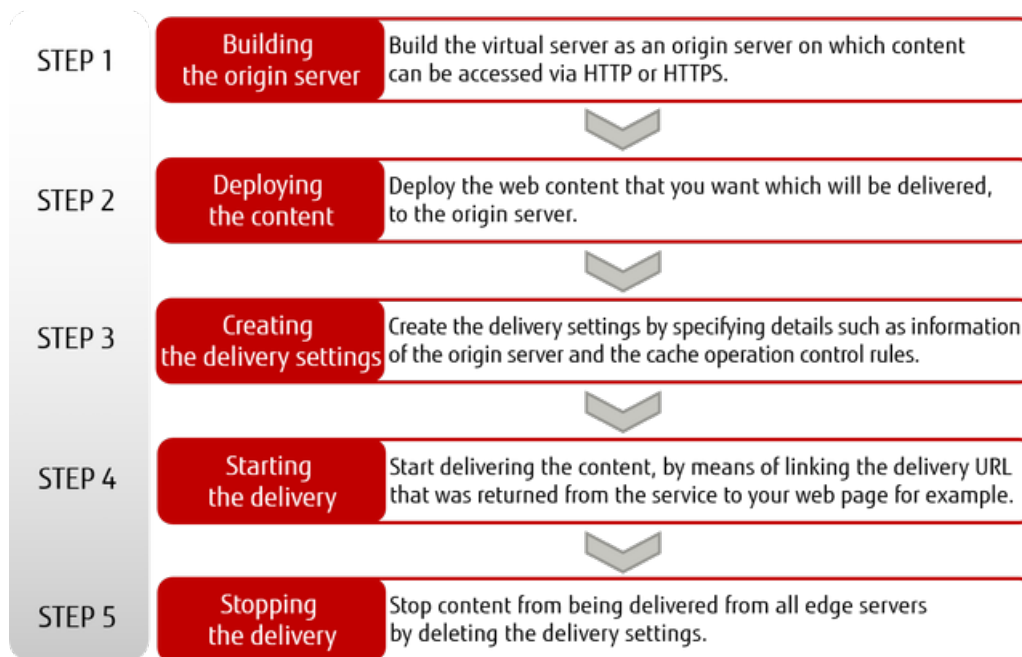 STEP 1
Building
the origin server
Build the virtual server as an origin server on which content
can be accessed via HTTP or HTTPS.
STEP 2
Deploying
the content
Deploy the web content that you want which will be delivered,
to the origin server.
STEP 3
Creating
the delivery settings
Create the delivery settings by specifying details such as information
of the origin server and the cache operation control rules.
STEP 4
Starting
the delivery
Start delivering the content, by means of linking the delivery URL
that was returned from the service to your web page for example.
STEP 5
Stopping
the delivery
Stop content from being delivered from all edge servers
by deleting the delivery settings.